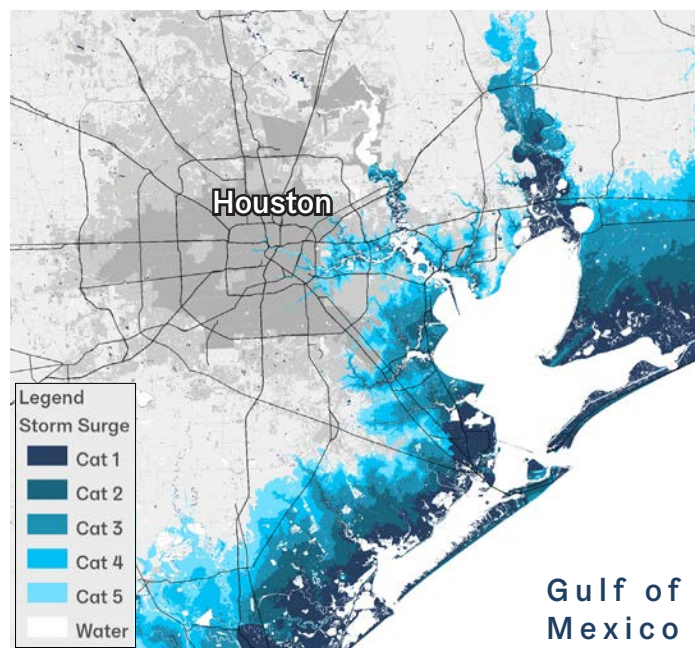 Houston
Legend
Storm Surge
Cat 1
Cat 2
Cat 3
Cat 4
Cat 5
Water
Gulf of
Mexico